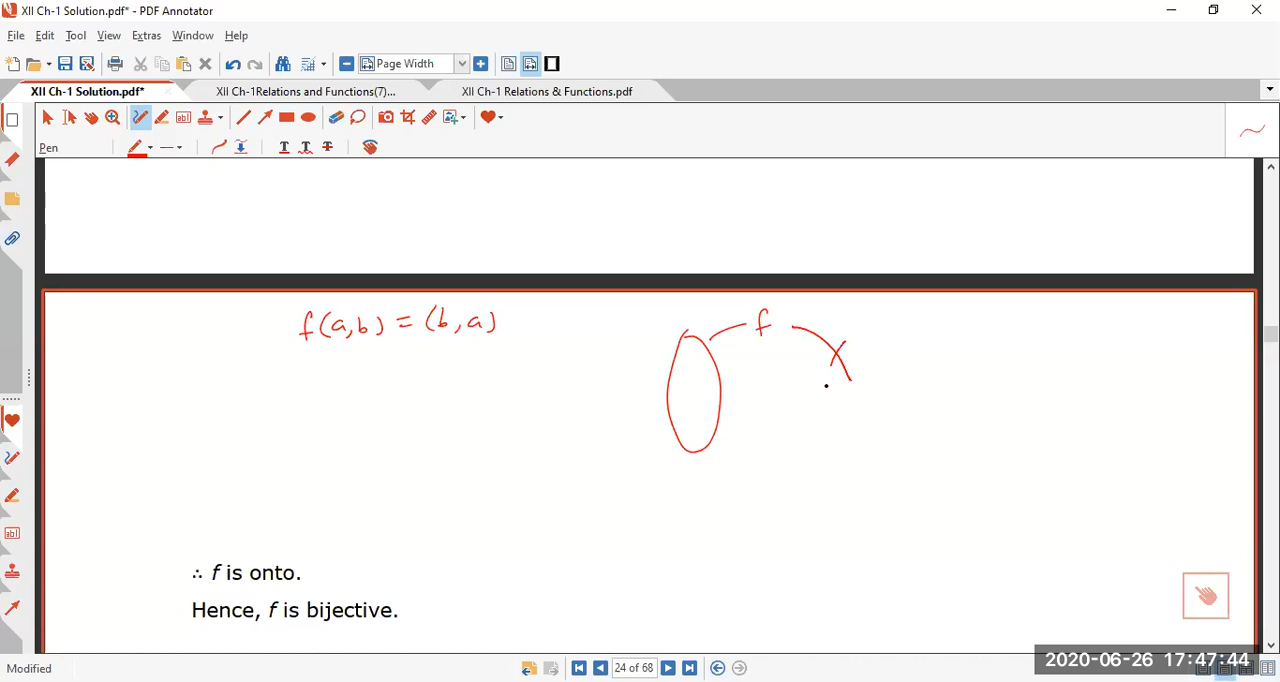 XII Ch-1 Solution.pdf* - PDF Annotator
File Edit Tool View Extras Window Help
Page Width
XII Ch-1 Solution.pdf* XII Ch-1Relations and Functions(7)... XII Ch-1 Relations & Functions.pdf
Pen
f(a,b) = (b,a)
f
∴ f is onto.
Hence, f is bijective.
2020-06-26 17:47:44
Modified
24 of 68